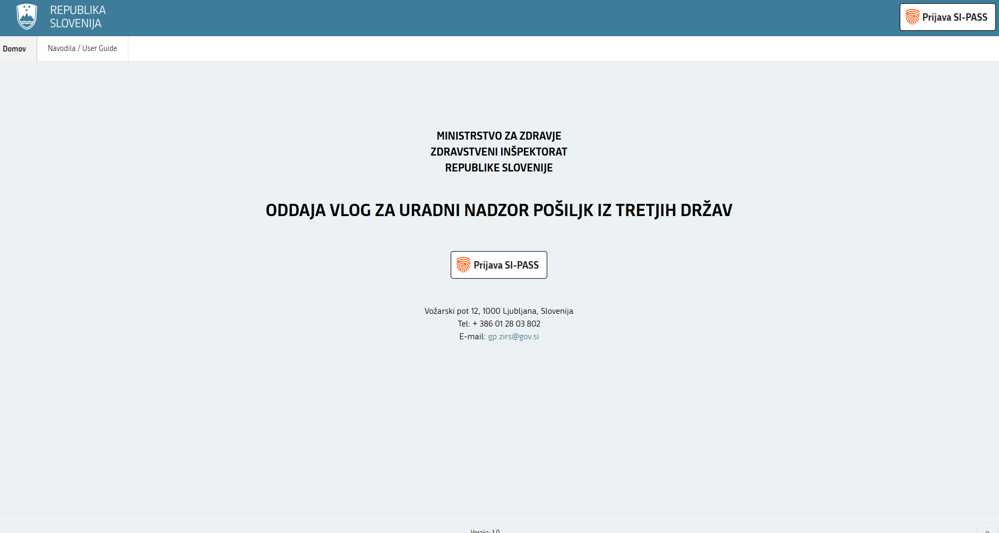 REPUBLIKA
SLOVENIJA
Prijava SI-PASS
Domov
Navodila / User Guide
MINISTRSTVO ZA ZDRAVJE
ZDRAVSTVENI INŠPEKTORAT
REPUBLIKE SLOVENIJE
ODDAJA VLOG ZA URADNI NADZOR POŠILJK IZ TRETJIH DRŽAV
Prijava SI-PASS
Vožarski pot 12, 1000 Ljubljana, Slovenija
Tel: + 386 01 28 03 802
E-mail: gp.zirs@gov.si
Verzija: 1.0